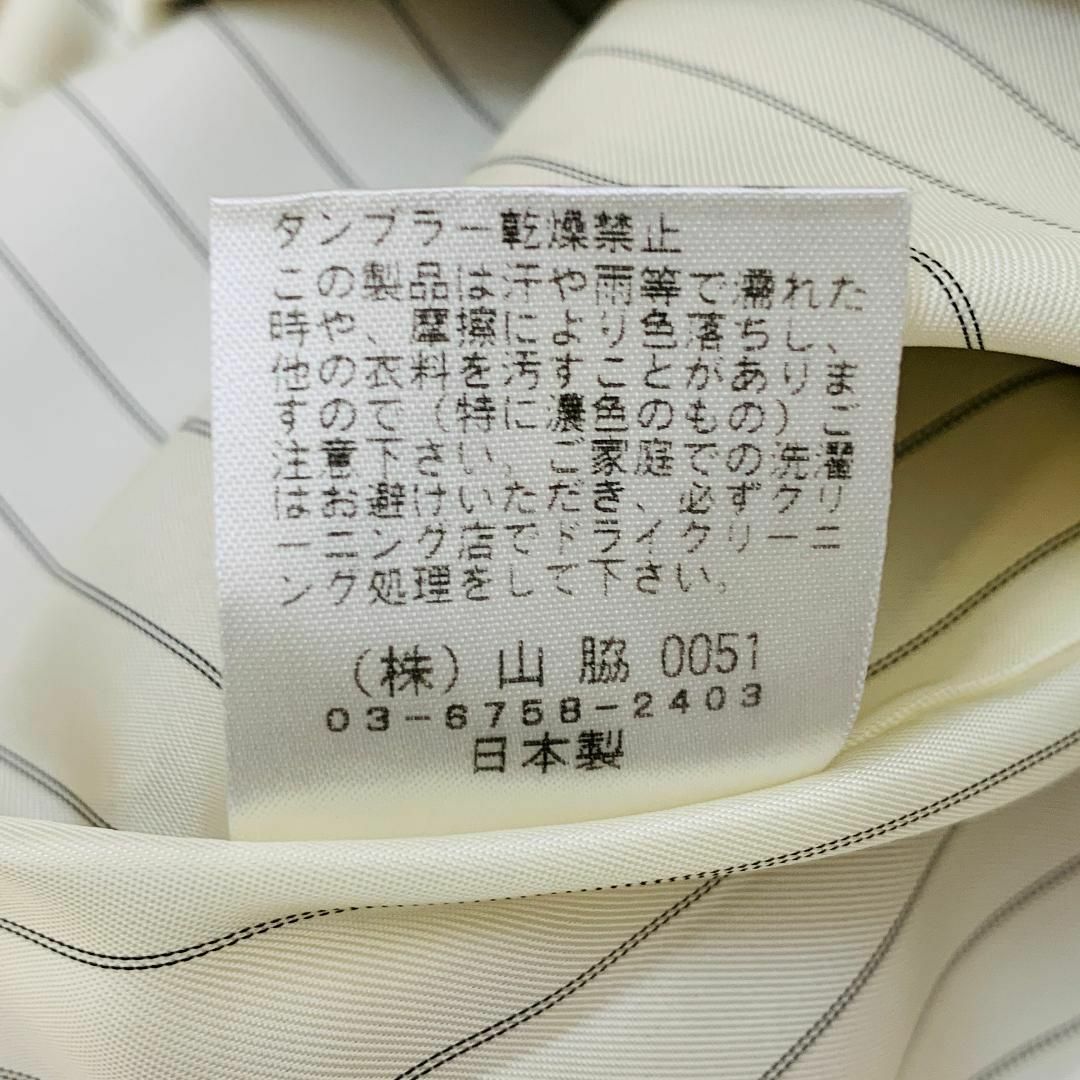 タンブラー乾燥禁止
この製品は汗や雨等で濡れた
時や、摩擦により色落ちし、
他の衣料を汚すことがありま
すので（特に濃色のもの）ご
注意下さい。ご家庭での洗濯
はお避けいただき、必ずクリ
ーニング店でドライクリーニ
ング処理をして下さい。
（株）山 脇 0051
03-6758-2403
日本製